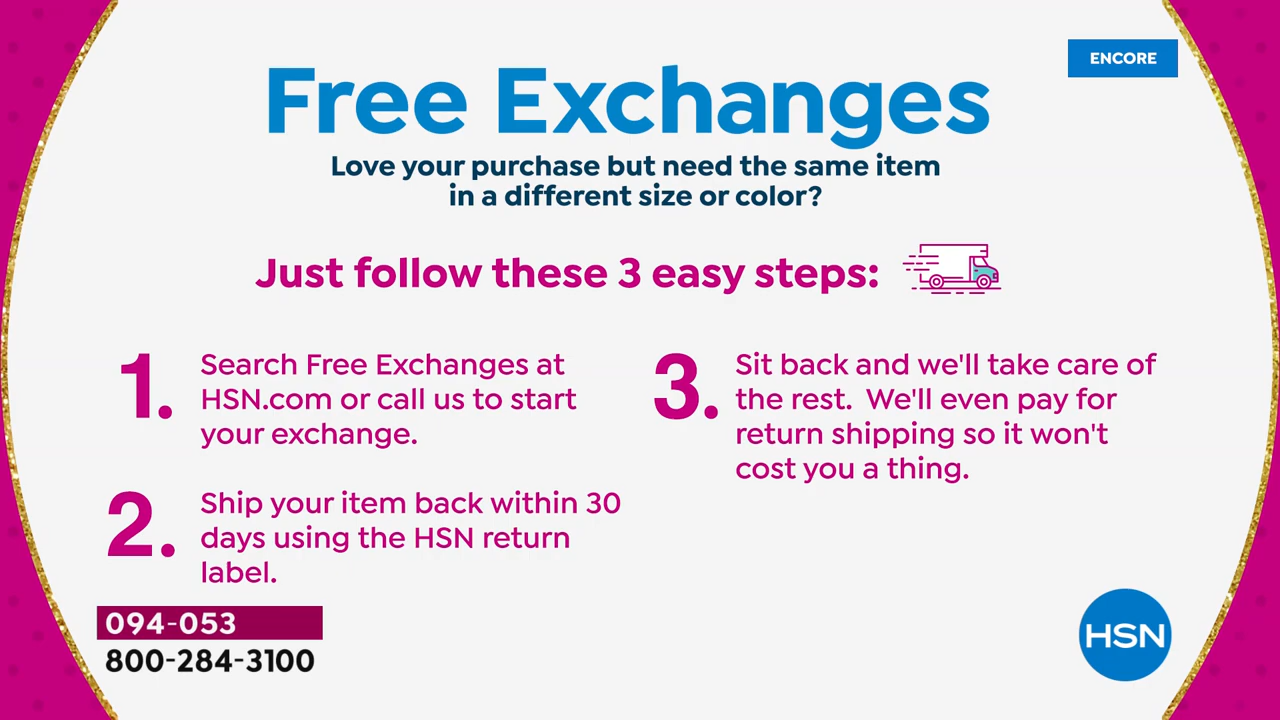 ENCORE
Free Exchanges
Love your purchase but need the same item
in a different size or color?
Just follow these 3 easy steps:
1. Search Free Exchanges at
HSN.com or call us to start
your exchange.
2. Ship your item back within 30
days using the HSN return
label.
3. Sit back and we'll take care of
the rest.  We'll even pay for
return shipping so it won't
cost you a thing.
094-053
800-284-3100
HSN